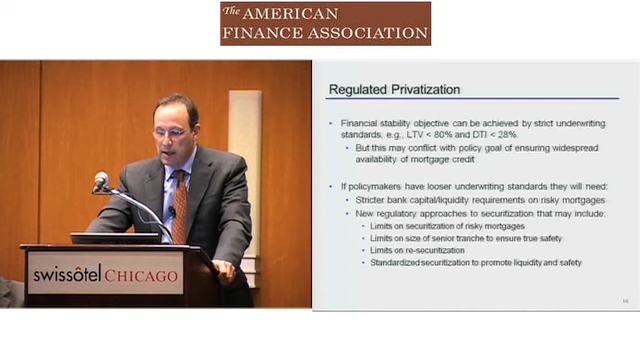 The AMERICAN
FINANCE ASSOCIATION
swissôtel CHICAGO
Regulated Privatization
• Financial stability objective can be achieved by strict underwriting
standards, e.g., LTV < 80% and DTI < 28%.
• But this may conflict with policy goal of ensuring widespread
availability of mortgage credit
• If policymakers have looser underwriting standards they will need:
• Stricter bank capital/liquidity requirements on risky mortgages
• New regulatory approaches to securitization that may include:
• Limits on securitization of risky mortgages
• Limits on size of senior tranche to ensure true safety
• Limits on re-securitization
• Standardized securitization to promote liquidity and safety